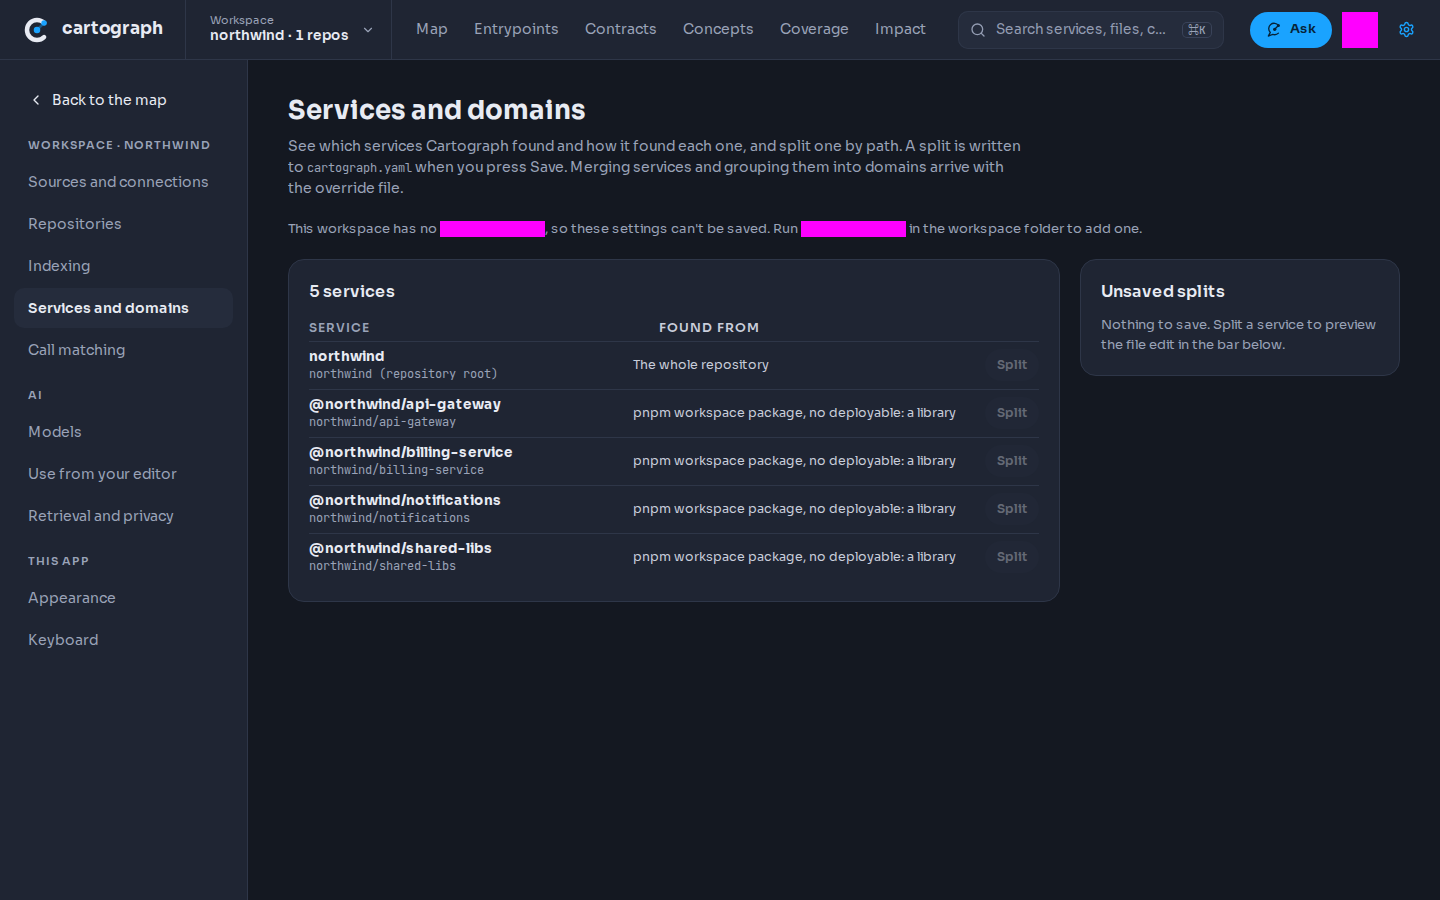 cartograph
Workspace
northwind · 1 repos
Map
Entrypoints
Contracts
Concepts
Coverage
Impact
Search services, files, c...
⌘K
Ask
Back to the map
WORKSPACE · NORTHWIND
Sources and connections
Repositories
Indexing
Services and domains
Call matching
AI
Models
Use from your editor
Retrieval and privacy
THIS APP
Appearance
Keyboard
Services and domains
See which services Cartograph found and how it found each one, and split one by path. A split is written
to cartograph.yaml when you press Save. Merging services and grouping them into domains arrive with
the override file.
This workspace has no , so these settings can't be saved. Run in the workspace folder to add one.
5 services
SERVICE FOUND FROM
northwind
northwind (repository root)
The whole repository
Split
@northwind/api-gateway
northwind/api-gateway
pnpm workspace package, no deployable: a library
Split
@northwind/billing-service
northwind/billing-service
pnpm workspace package, no deployable: a library
Split
@northwind/notifications
northwind/notifications
pnpm workspace package, no deployable: a library
Split
@northwind/shared-libs
northwind/shared-libs
pnpm workspace package, no deployable: a library
Split
Unsaved splits
Nothing to save. Split a service to preview
the file edit in the bar below.